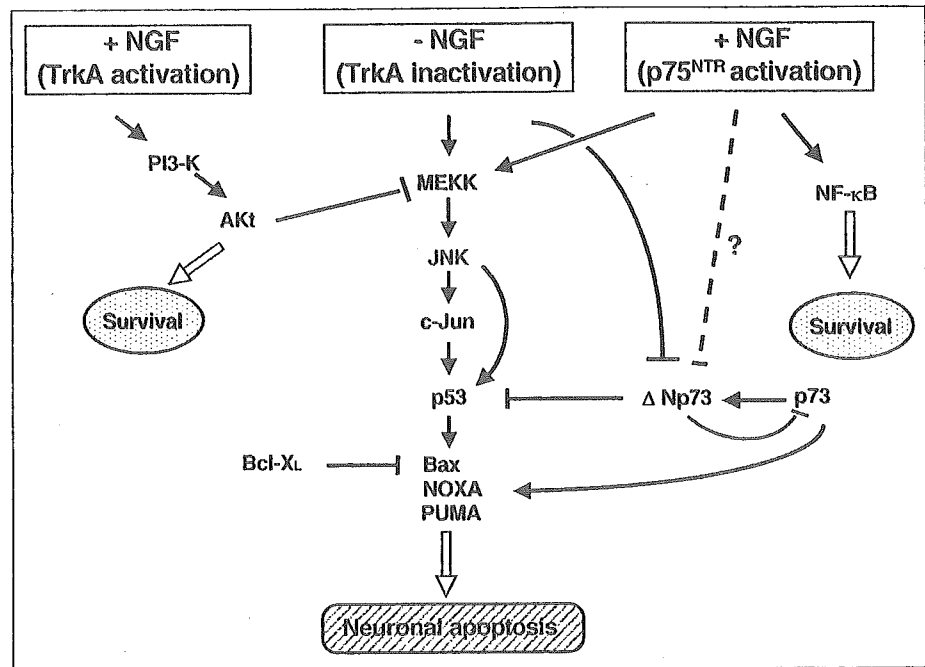 + NGF
(TrkA activation)
- NGF
(TrkA inactivation)
+ NGF
(p75NTR activation)
PI3-K
AKt
Survival
MEKK
JNK
c-Jun
p53
Bcl-XL
Bax
NOXA
PUMA
Neuronal apoptosis
?
NF-κB
Survival
Δ Np73
p73